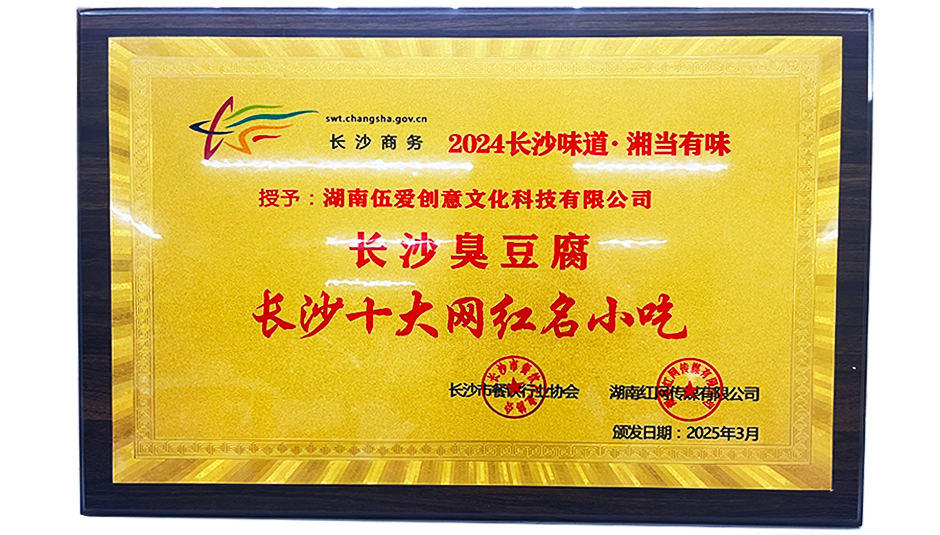 swt.changsha.gov.cn
长沙商务
2024长沙味道·湘当有味
授予：湖南伍爱创意文化科技有限公司
长沙臭豆腐
长沙十大网红名小吃
长沙市餐饮行业协会 湖南红网传媒有限公司
颁发日期：2025年3月